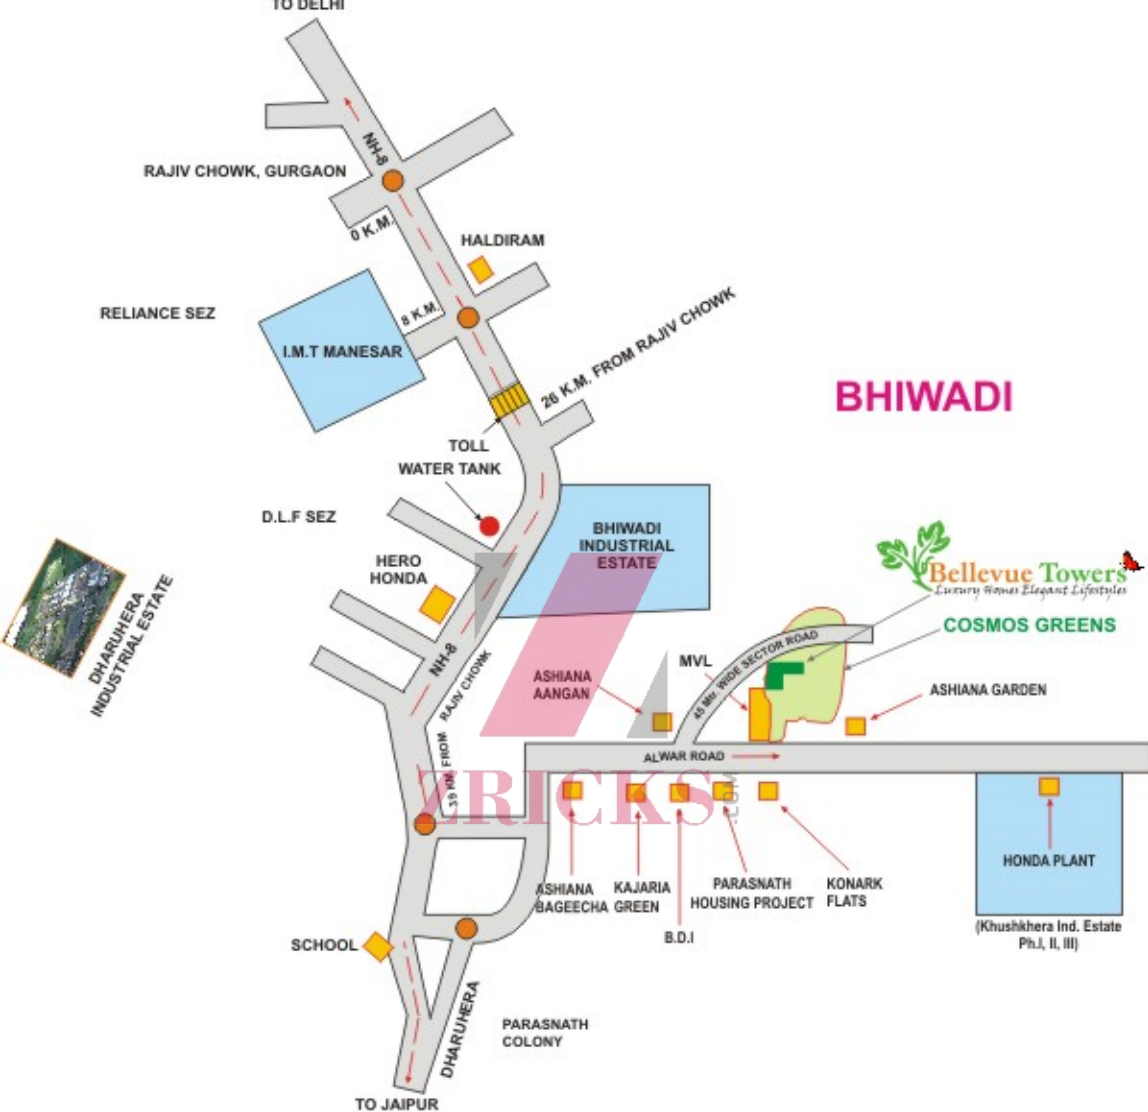 TO DELHI
NH-8
RAJIV CHOWK, GURGAON
0 K.M.
HALDIRAM
RELIANCE SEZ
8 K.M.
I.M.T MANESAR
26 K.M. FROM RAJIV CHOWK
BHIWADI
TOLL
WATER TANK
D.L.F SEZ
BHIWADI
INDUSTRIAL
ESTATE
HERO
HONDA
DHARUHERA
INDUSTRIAL ESTATE
Bellevue Towers
Luxury Homes Elegant Lifestyles
COSMOS GREENS
NH-8
39 KM FROM RAJIV CHOWK
ASHIANA
AANGAN
MVL
45 Mtr. WIDE SECTOR ROAD
ASHIANA GARDEN
ALWAR ROAD
ZRICKS
.COM
ASHIANA
BAGEECHA
KAJARIA
GREEN
B.D.I
PARASNATH
HOUSING PROJECT
KONARK
FLATS
HONDA PLANT
(Khushkhera Ind. Estate
Ph.I, II, III)
SCHOOL
DHARUHERA
PARASNATH
COLONY
TO JAIPUR